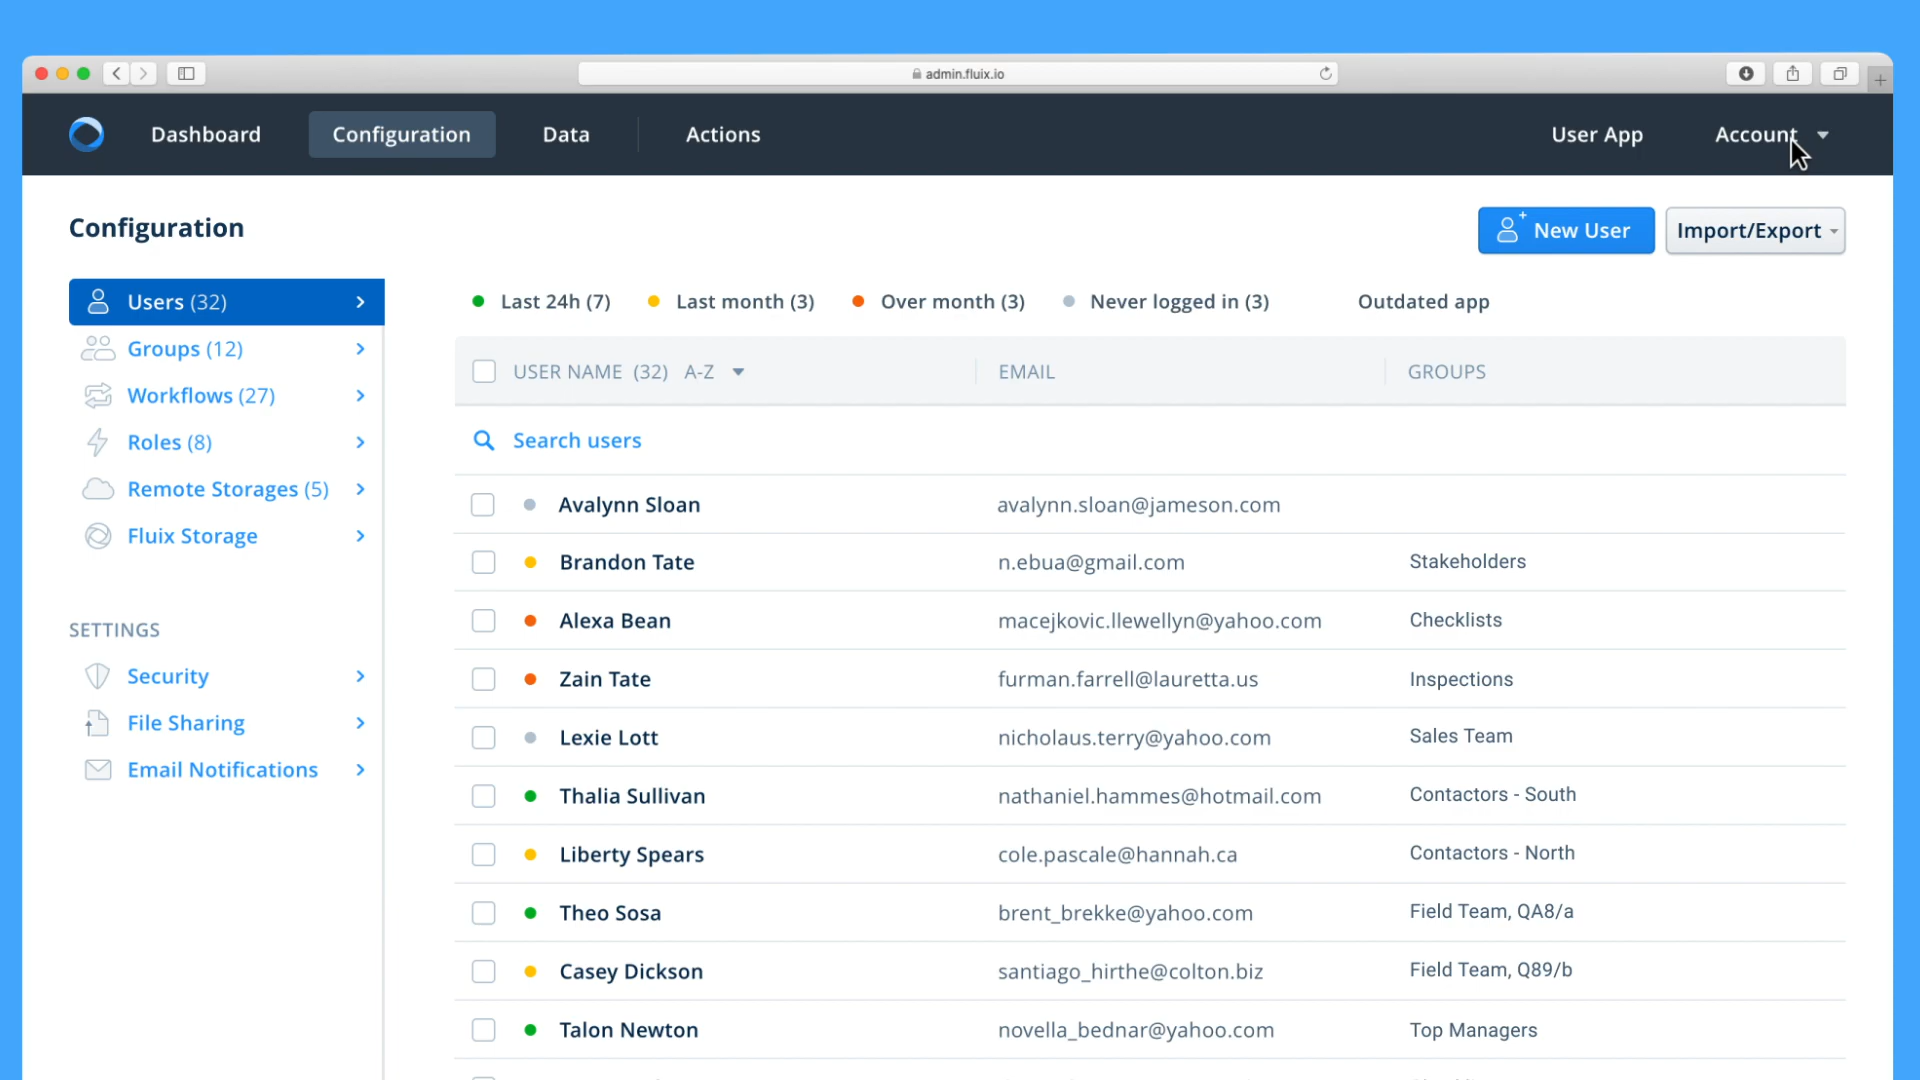 admin.fluix.io
Dashboard Configuration Data Actions User App Account
Configuration
New User Import/Export
Users (32)
Groups (12)
Workflows (27)
Roles (8)
Remote Storages (5)
Fluix Storage
SETTINGS
Security
File Sharing
Email Notifications
Last 24h (7) Last month (3) Over month (3) Never logged in (3) Outdated app
USER NAME (32) A-Z EMAIL GROUPS
Search users
Avalynn Sloan avalynn.sloan@jameson.com
Brandon Tate n.ebua@gmail.com Stakeholders
Alexa Bean macejkovic.llewellyn@yahoo.com Checklists
Zain Tate furman.farrell@lauretta.us Inspections
Lexie Lott nicholaus.terry@yahoo.com Sales Team
Thalia Sullivan nathaniel.hammes@hotmail.com Contactors - South
Liberty Spears cole.pascale@hannah.ca Contactors - North
Theo Sosa brent_brekke@yahoo.com Field Team, QA8/a
Casey Dickson santiago_hirthe@colton.biz Field Team, Q89/b
Talon Newton novella_bednar@yahoo.com Top Managers